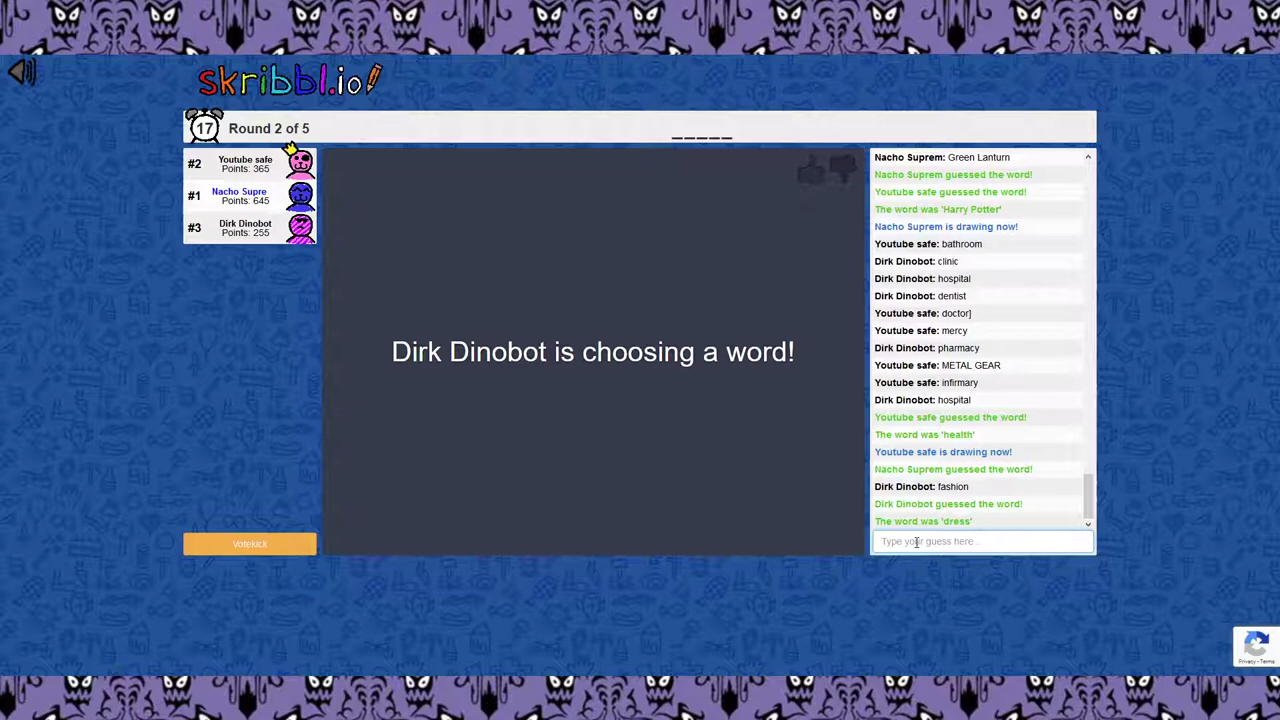 skribbl.io
17
Round 2 of 5
_____
#2
Youtube safe
Points: 365
#1
Nacho Supre
Points: 645
#3
Dirk Dinobot
Points: 255
Dirk Dinobot is choosing a word!
Nacho Suprem: Green Lanturn
Nacho Suprem guessed the word!
Youtube safe guessed the word!
The word was 'Harry Potter'
Nacho Suprem is drawing now!
Youtube safe: bathroom
Dirk Dinobot: clinic
Dirk Dinobot: hospital
Dirk Dinobot: dentist
Youtube safe: doctor]
Youtube safe: mercy
Dirk Dinobot: pharmacy
Youtube safe: METAL GEAR
Youtube safe: infirmary
Dirk Dinobot: hospital
Youtube safe guessed the word!
The word was 'health'
Youtube safe is drawing now!
Nacho Suprem guessed the word!
Dirk Dinobot: fashion
Dirk Dinobot guessed the word!
The word was 'dress'
Type your guess here...
Votekick
Privacy - Terms